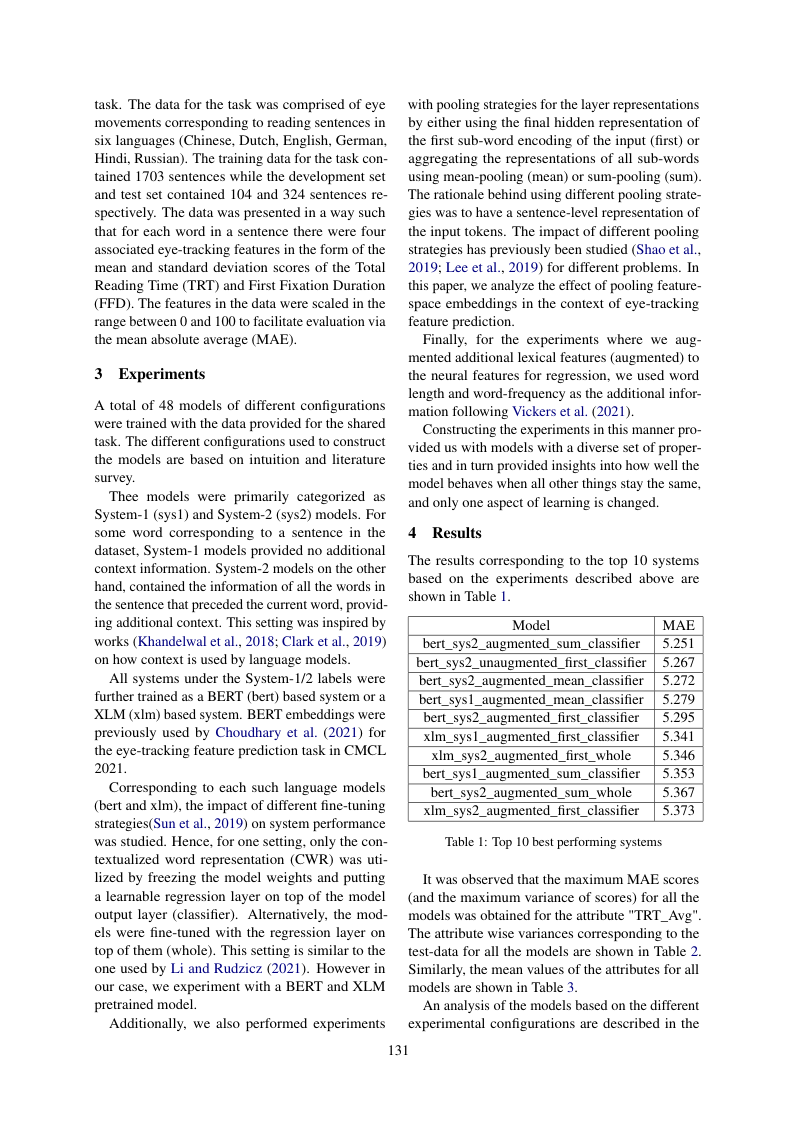 task. The data for the task was comprised of eye
movements corresponding to reading sentences in
six languages (Chinese, Dutch, English, German,
Hindi, Russian). The training data for the task con-
tained 1703 sentences while the development set
and test set contained 104 and 324 sentences re-
spectively. The data was presented in a way such
that for each word in a sentence there were four
associated eye-tracking features in the form of the
mean and standard deviation scores of the Total
Reading Time (TRT) and First Fixation Duration
(FFD). The features in the data were scaled in the
range between 0 and 100 to facilitate evaluation via
the mean absolute average (MAE).
3 Experiments
A total of 48 models of different configurations
were trained with the data provided for the shared
task. The different configurations used to construct
the models are based on intuition and literature
survey.
Thee models were primarily categorized as
System-1 (sys1) and System-2 (sys2) models. For
some word corresponding to a sentence in the
dataset, System-1 models provided no additional
context information. System-2 models on the other
hand, contained the information of all the words in
the sentence that preceded the current word, provid-
ing additional context. This setting was inspired by
works (Khandelwal et al., 2018; Clark et al., 2019)
on how context is used by language models.
All systems under the System-1/2 labels were
further trained as a BERT (bert) based system or a
XLM (xlm) based system. BERT embeddings were
previously used by Choudhary et al. (2021) for
the eye-tracking feature prediction task in CMCL
2021.
Corresponding to each such language models
(bert and xlm), the impact of different fine-tuning
strategies(Sun et al., 2019) on system performance
was studied. Hence, for one setting, only the con-
textualized word representation (CWR) was uti-
lized by freezing the model weights and putting
a learnable regression layer on top of the model
output layer (classifier). Alternatively, the mod-
els were fine-tuned with the regression layer on
top of them (whole). This setting is similar to the
one used by Li and Rudzicz (2021). However in
our case, we experiment with a BERT and XLM
pretrained model.
Additionally, we also performed experiments
with pooling strategies for the layer representations
by either using the final hidden representation of
the first sub-word encoding of the input (first) or
aggregating the representations of all sub-words
using mean-pooling (mean) or sum-pooling (sum).
The rationale behind using different pooling strate-
gies was to have a sentence-level representation of
the input tokens. The impact of different pooling
strategies has previously been studied (Shao et al.,
2019; Lee et al., 2019) for different problems. In
this paper, we analyze the effect of pooling feature-
space embeddings in the context of eye-tracking
feature prediction.
Finally, for the experiments where we aug-
mented additional lexical features (augmented) to
the neural features for regression, we used word
length and word-frequency as the additional infor-
mation following Vickers et al. (2021).
Constructing the experiments in this manner pro-
vided us with models with a diverse set of proper-
ties and in turn provided insights into how well the
model behaves when all other things stay the same,
and only one aspect of learning is changed.
4 Results
The results corresponding to the top 10 systems
based on the experiments described above are
shown in Table 1.
Model MAE
bert_sys2_augmented_sum_classifier 5.251
bert_sys2_unaugmented_first_classifier 5.267
bert_sys2_augmented_mean_classifier 5.272
bert_sys1_augmented_mean_classifier 5.279
bert_sys2_augmented_first_classifier 5.295
xlm_sys1_augmented_first_classifier 5.341
xlm_sys2_augmented_first_whole 5.346
bert_sys1_augmented_sum_classifier 5.353
bert_sys2_augmented_sum_whole 5.367
xlm_sys2_augmented_first_classifier 5.373
Table 1: Top 10 best performing systems
It was observed that the maximum MAE scores
(and the maximum variance of scores) for all the
models was obtained for the attribute "TRT_Avg".
The attribute wise variances corresponding to the
test-data for all the models are shown in Table 2.
Similarly, the mean values of the attributes for all
models are shown in Table 3.
An analysis of the models based on the different
experimental configurations are described in the
131